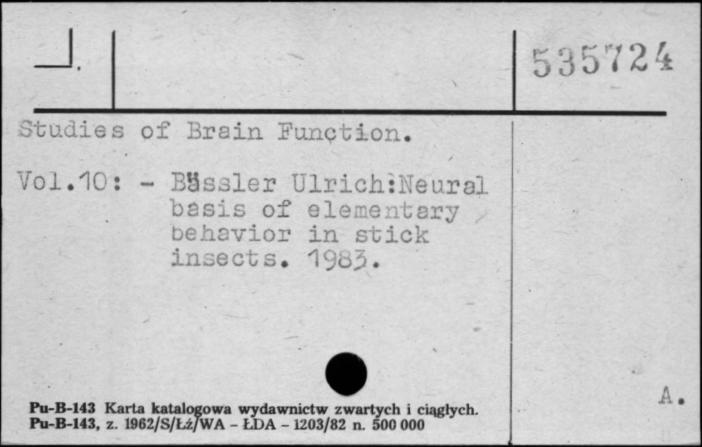 535724
Studies of Brain Function.
Vol.10: - Bässler Ulrich:Neural
basis of elementary
behavior in stick
insects. 1983.
A.
Pu-B-143 Karta katalogowa wydawnictw zwartych i ciągłych.
Pu-B-143, z. 1962/S/Łź/WA - ŁDA - 1203/82 n. 500 000